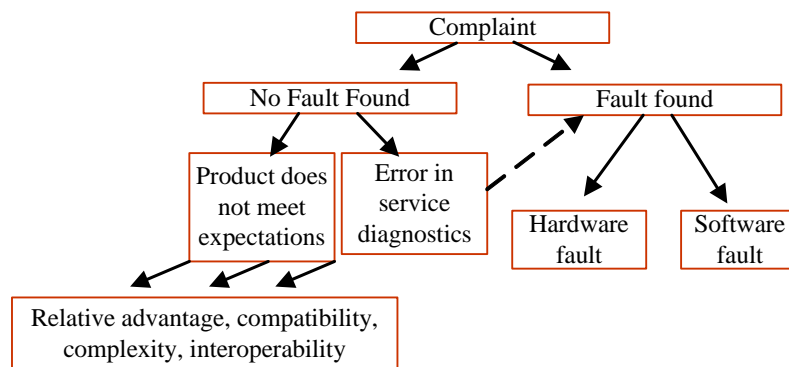 Complaint
No Fault Found
Fault found
Product does
not meet
expectations
Error in
service
diagnostics
Hardware
fault
Software
fault
Relative advantage, compatibility,
complexity, interoperability